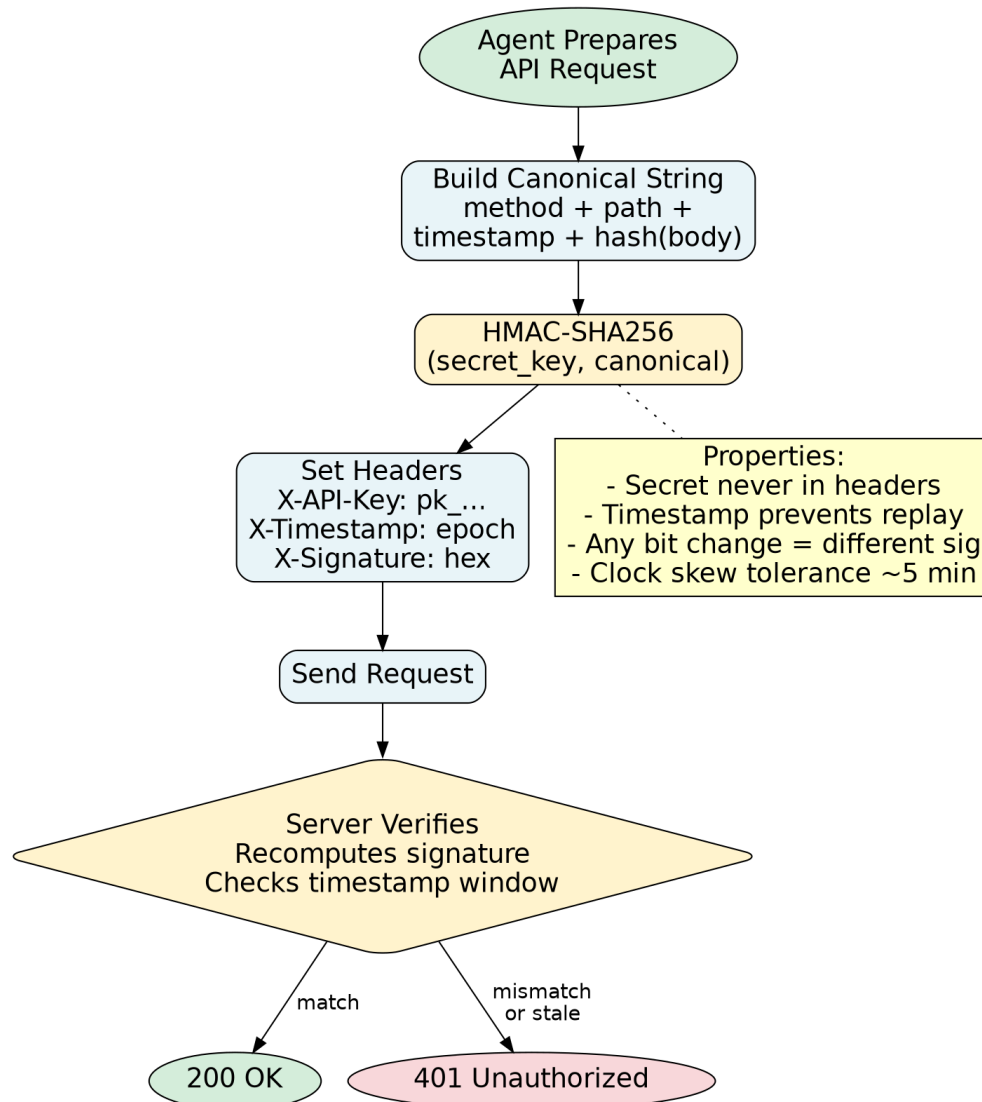 Agent Prepares
API Request
Build Canonical String
method + path +
timestamp + hash(body)
HMAC-SHA256
(secret_key, canonical)
Set Headers
X-API-Key: pk_...
X-Timestamp: epoch
X-Signature: hex
Properties:
- Secret never in headers
- Timestamp prevents replay
- Any bit change = different sig
- Clock skew tolerance ~5 min
Send Request
Server Verifies
Recomputes signature
Checks timestamp window
match
mismatch
or stale
200 OK
401 Unauthorized